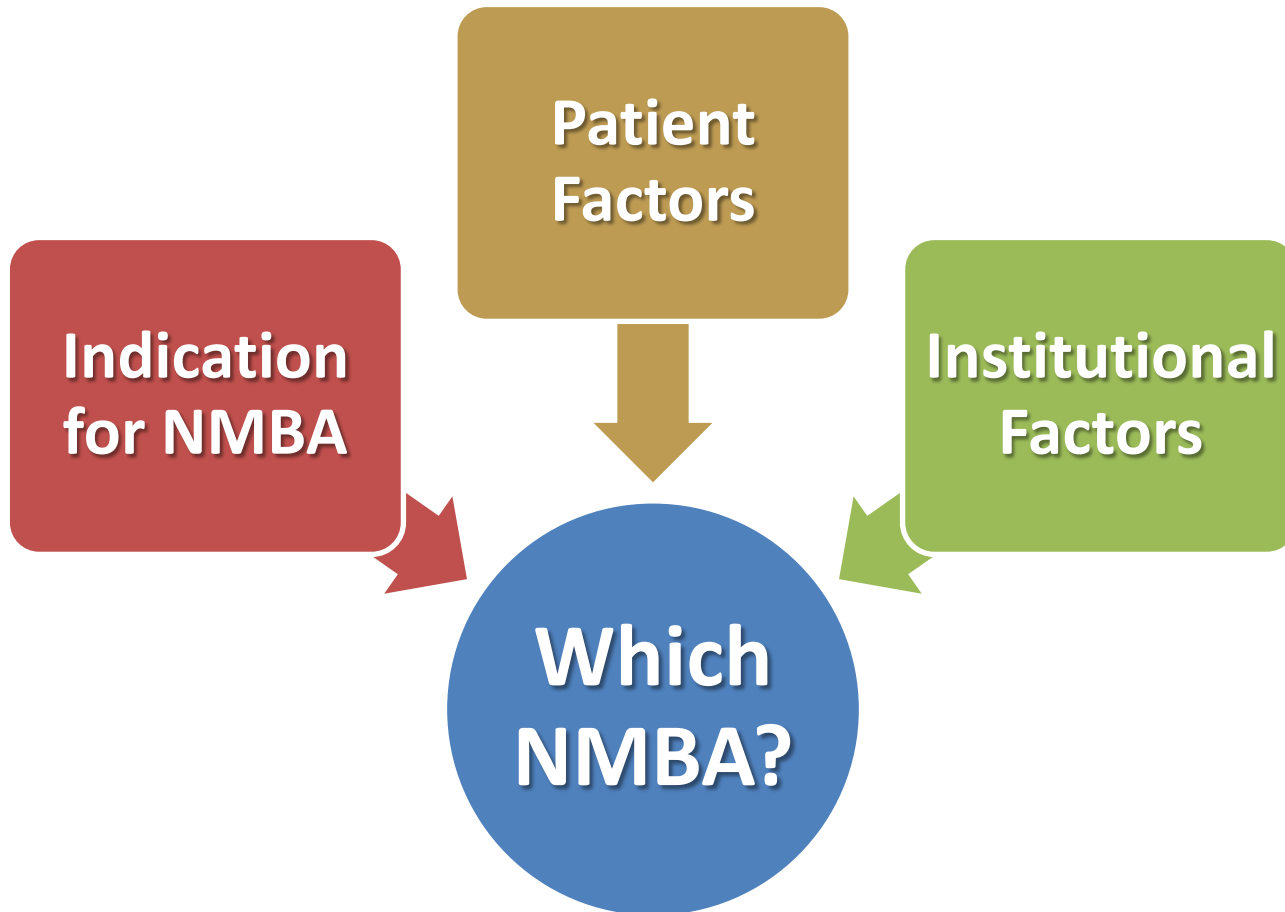 Patient
Factors
Indication
for NMBA
Institutional
Factors
Which
NMBA?